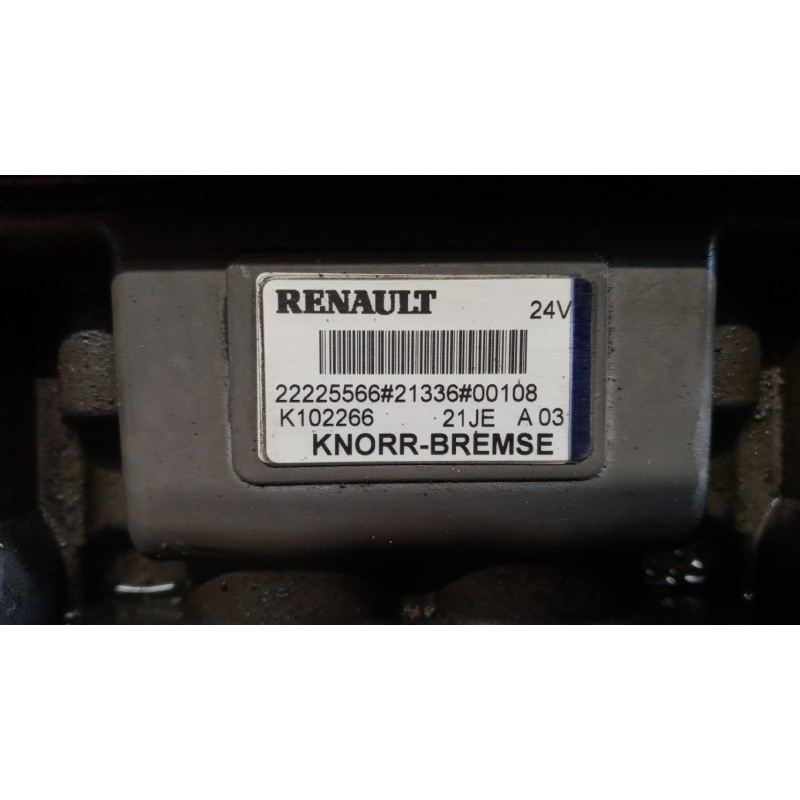 RENAULT 24V
22225566#21336#00108
K102266 21JE A 03
KNORR-BREMSE